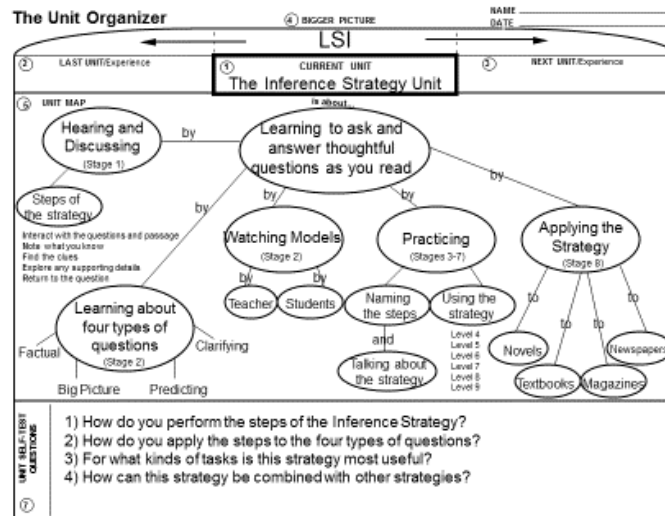 The Unit Organizer
④ BIGGER PICTURE
NAME
DATE
LSI
② LAST UNIT/Experience
① CURRENT UNIT
The Inference Strategy Unit
③ NEXT UNIT/Experience
⑤ UNIT MAP
is about...
Learning to ask and
answer thoughtful
questions as you read
by
Hearing and
Discussing
(Stage 1)
Steps of
the strategy
Interact with the questions and passage
Note what you know
Find the clues
Explore any supporting details
Return to the question
by
Learning about
four types of
questions
(Stage 2)
Factual
Big Picture
Predicting
Clarifying
by
Watching Models
(Stage 2)
by
by
Teacher
Students
by
Practicing
(Stages 3-7)
Naming
the steps
and
Talking about
the strategy
Using the
strategy
Level 4
Level 5
Level 6
Level 7
Level 8
Level 9
by
Applying the
Strategy
(Stage 8)
to
to
to
to
Novels
Textbooks
Magazines
Newspapers
UNIT SELF-TEST
QUESTIONS
⑦
1) How do you perform the steps of the Inference Strategy?
2) How do you apply the steps to the four types of questions?
3) For what kinds of tasks is this strategy most useful?
4) How can this strategy be combined with other strategies?